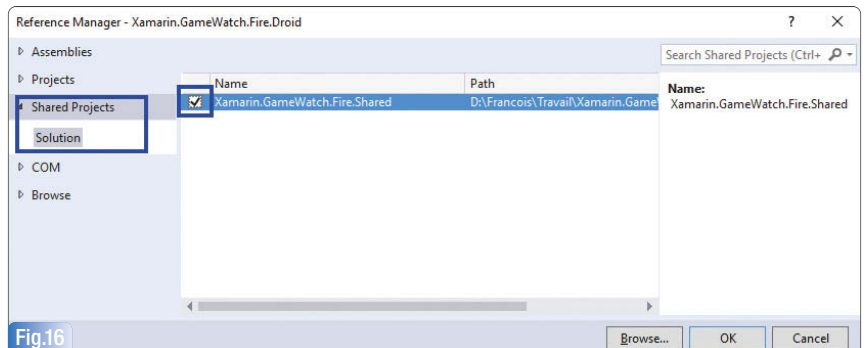 Reference Manager - Xamarin.GameWatch.Fire.Droid ? X
Assemblies
Search Shared Projects (Ctrl+
Projects
Name Path
Name:
Shared Projects
Xamarin.GameWatch.Fire.Shared D:\Francois\Travail\Xamarin.Game
Xamarin.GameWatch.Fire.Shared
Solution
COM
Browse
Fig.16
Browse... OK Cancel